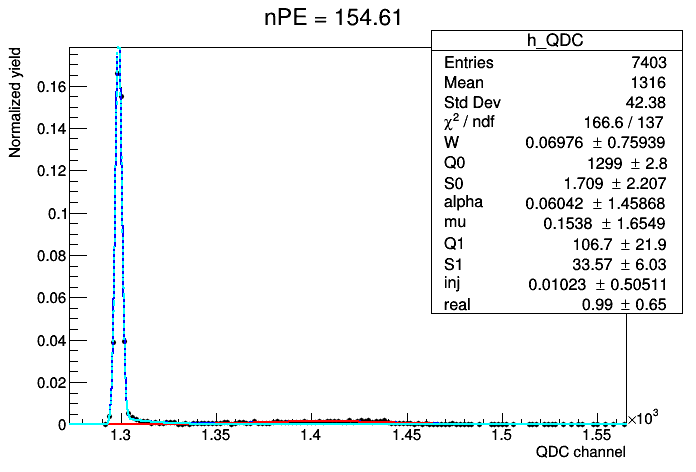 nPE = 154.61
h_QDC
Entries 7403
Mean 1316
Std Dev 42.38
χ² / ndf 166.6 / 137
W 0.06976 ± 0.75939
Q0 1299 ± 2.8
S0 1.709 ± 2.207
alpha 0.06042 ± 1.45868
mu 0.1538 ± 1.6549
Q1 106.7 ± 21.9
S1 33.57 ± 6.03
inj 0.01023 ± 0.50511
real 0.99 ± 0.65
Normalized yield
0.16
0.14
0.12
0.1
0.08
0.06
0.04
0.02
0
1.3 1.35 1.4 1.45 1.5 1.55
×10³
QDC channel